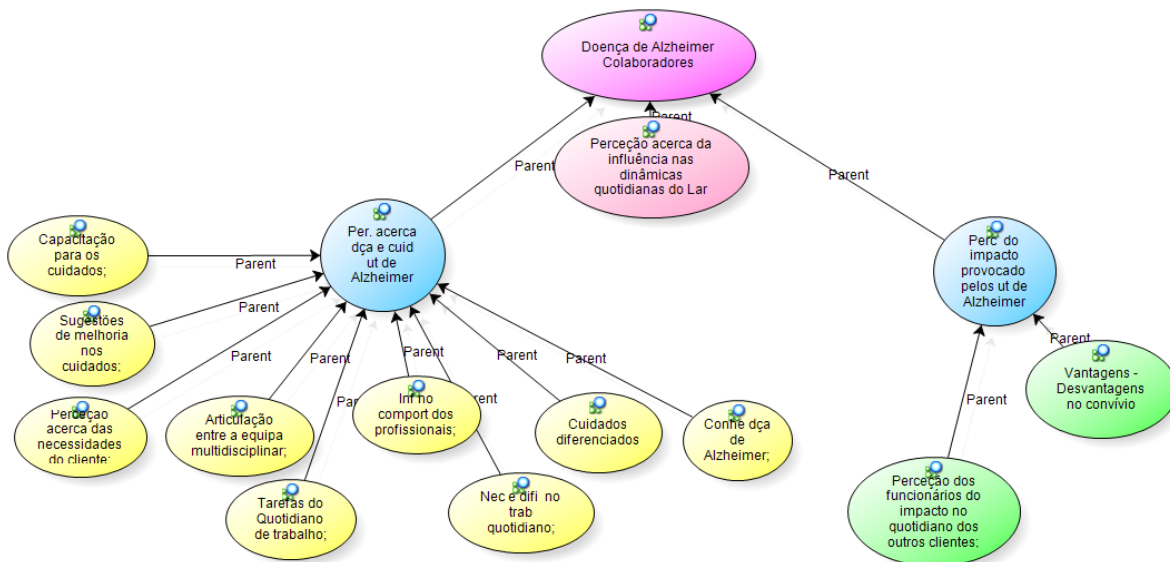 Doença de Alzheimer
Colaboradores
Parent
Perceção acerca da
influência nas
dinâmicas
quotidianas do Lar
Parent
Parent
Per. acerca
dça e cuid
ut de
Alzheimer
Perc do
impacto
provocado
pelos ut de
Alzheimer
Capacitação
para os
cuidados;
Parent
Sugestões
de melhoria
nos
cuidados;
Parent
Perceção
acerca das
necessidades
do cliente;
Parent
Articulação
entre a equipa
multidisciplinar;
Parent
Tarefas do
Quotidiano
de trabalho;
Inf no
comport dos
profissionais;
Parent
Nec e difi no
trab
quotidiano;
Parent
Cuidados
diferenciados
Parent
Conhe dça
de
Alzheimer;
Parent
Vantagens -
Desvantagens
no convívio
Parent
Perceção dos
funcionários do
impacto no
quotidiano dos
outros clientes;
Parent